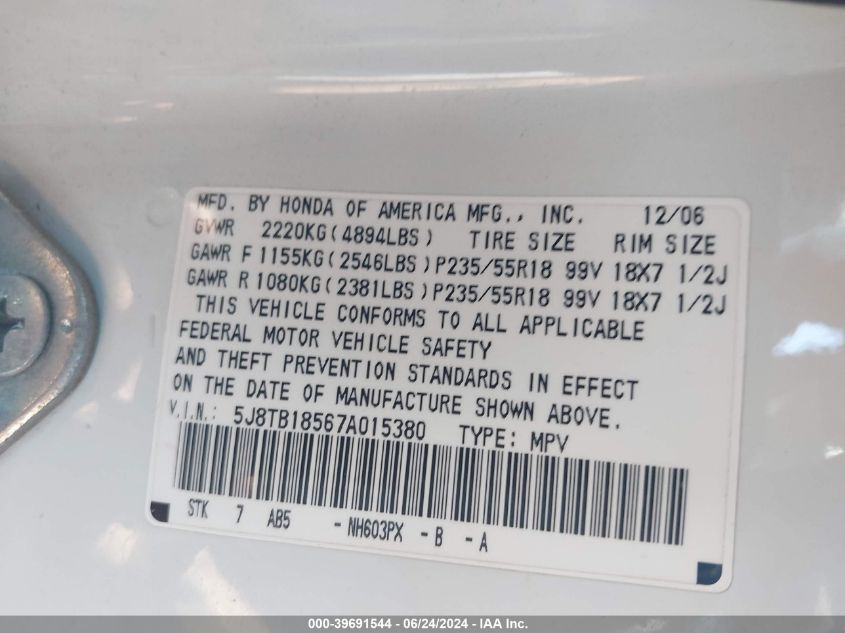 MFD. BY HONDA OF AMERICA MFG., INC. 12/06
GVWR 2220KG(4894LBS) TIRE SIZE RIM SIZE
GAWR F 1155KG(2546LBS)P235/55R18 99V 18X7 1/2J
GAWR R 1080KG(2381LBS)P235/55R18 99V 18X7 1/2J
THIS VEHICLE CONFORMS TO ALL APPLICABLE
FEDERAL MOTOR VEHICLE SAFETY
AND THEFT PREVENTION STANDARDS IN EFFECT
ON THE DATE OF MANUFACTURE SHOWN ABOVE.
V.I.N.: 5J8TB18567A015380 TYPE: MPV
STK 7 AB5 -NH603PX -B -A
000-39691544 / 06/24/2024 - IAA Inc.